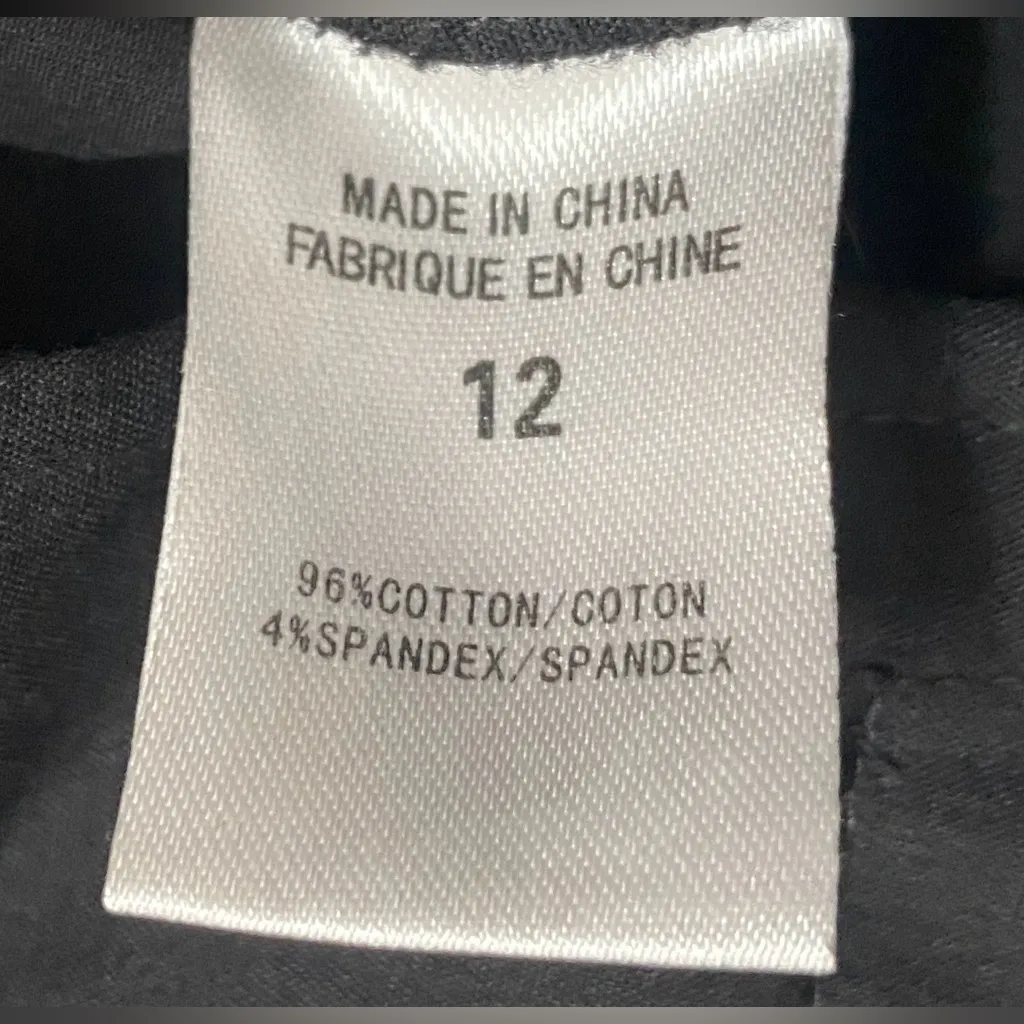 MADE IN CHINA
FABRIQUE EN CHINE
12
96%COTTON/COTON
4%SPANDEX/SPANDEX